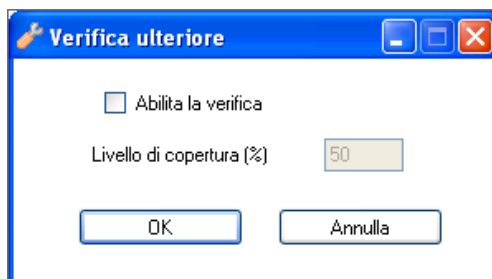 Verifica ulteriore
Abilita la verifica
Livello di copertura (%) 50
OK Annulla